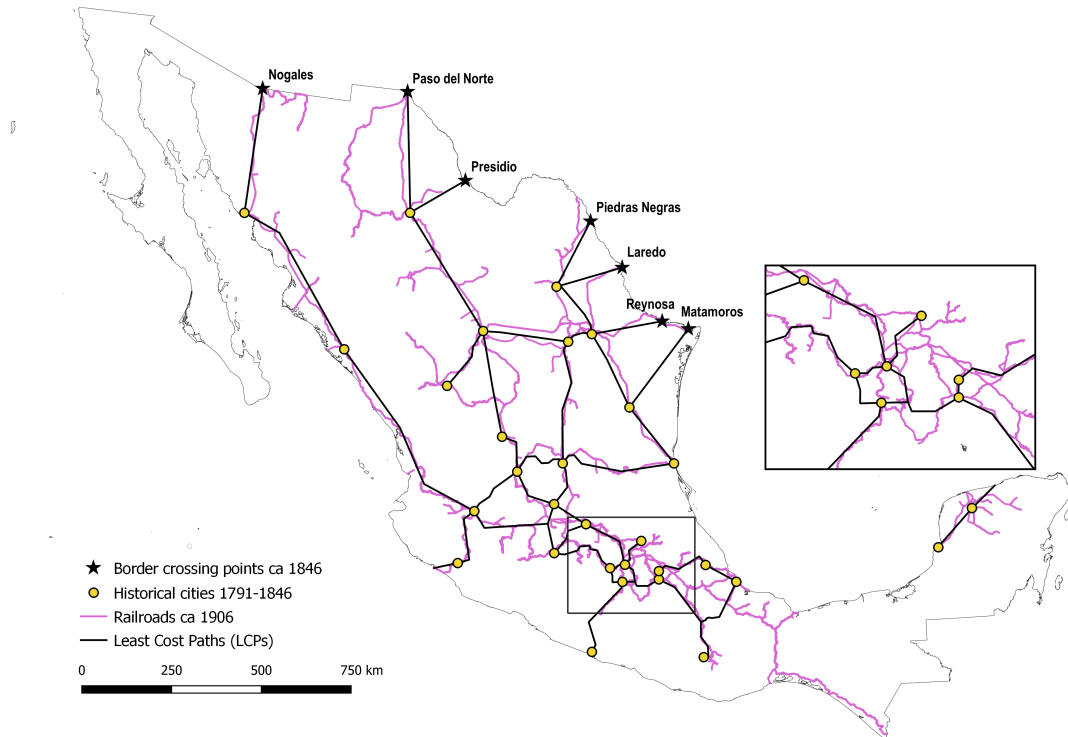 Nogales
Paso del Norte
Presidio
Piedras Negras
Laredo
Reynosa
Matamoros
Border crossing points ca 1846
Historical cities 1791-1846
Railroads ca 1906
Least Cost Paths (LCPs)
0 250 500 750 km